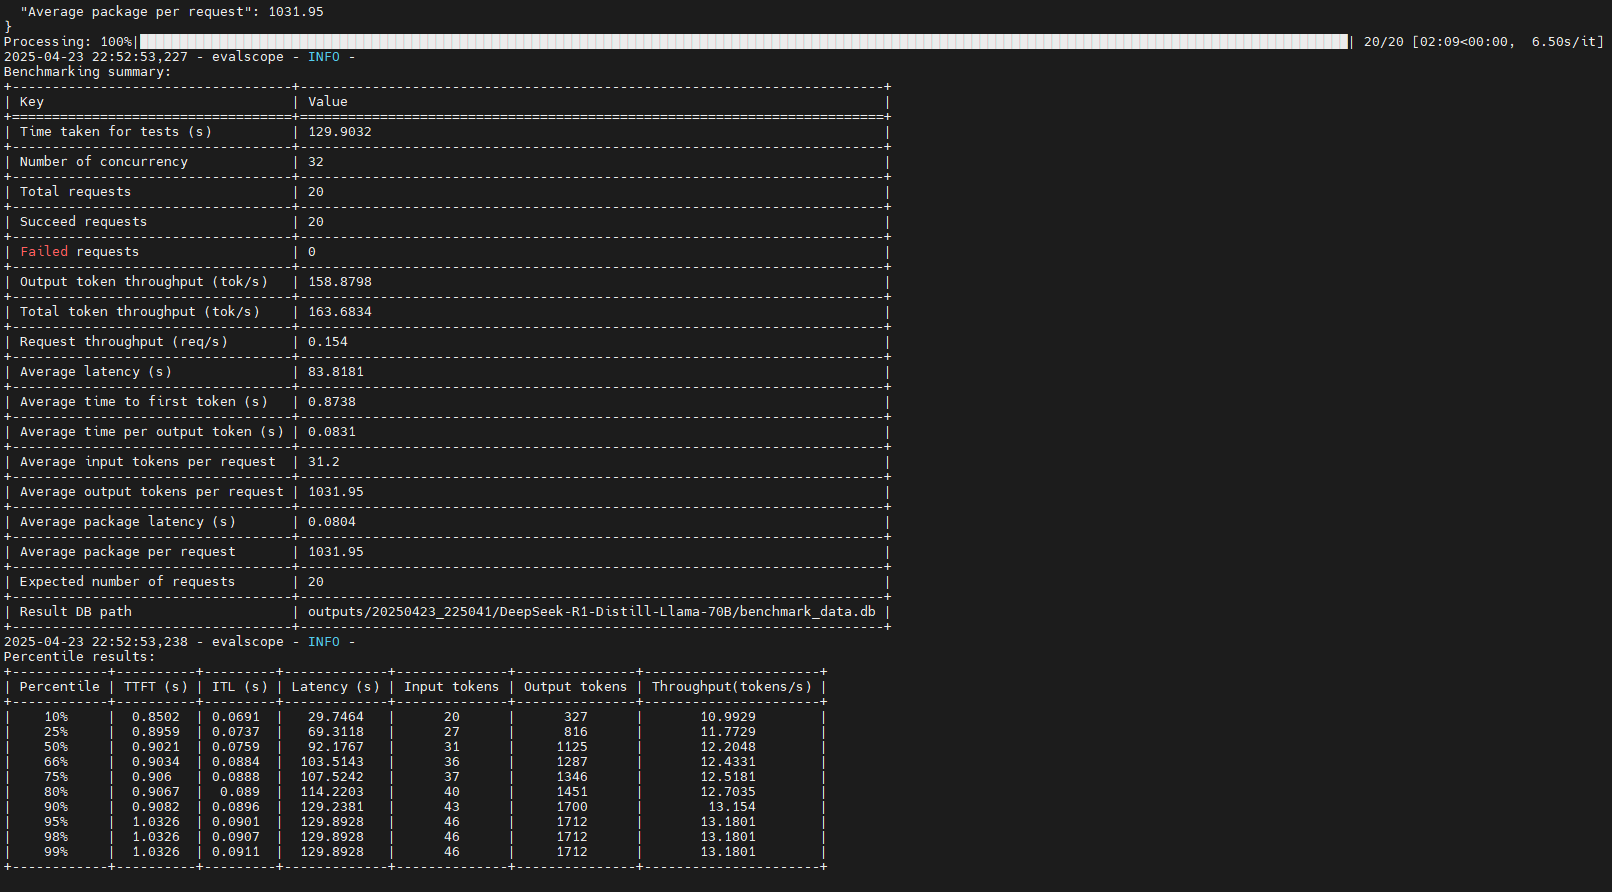 "Average package per request": 1031.95
}
Processing: 100%| | 20/20 [02:09<00:00,  6.50s/it]
2025-04-23 22:52:53,227 - evalscope - INFO -
Benchmarking summary:
+-----------------------------------+-------------------------------------------------------------------------+
| Key                               | Value |
+===================================+=========================================================================+
| Time taken for tests (s) | 129.9032 |
| Number of concurrency | 32 |
| Total requests | 20 |
| Succeed requests | 20 |
| Failed requests | 0 |
| Output token throughput (tok/s) | 158.8798 |
| Total token throughput (tok/s) | 163.6834 |
| Request throughput (req/s) | 0.154 |
| Average latency (s) | 83.8181 |
| Average time to first token (s) | 0.8738 |
| Average time per output token (s) | 0.0831 |
| Average input tokens per request | 31.2 |
| Average output tokens per request | 1031.95 |
| Average package latency (s) | 0.0804 |
| Average package per request | 1031.95 |
| Expected number of requests | 20 |
| Result DB path | outputs/20250423_225041/DeepSeek-R1-Distill-Llama-70B/benchmark_data.db |
2025-04-23 22:52:53,238 - evalscope - INFO -
Percentile results:
| Percentile | TTFT (s) | ITL (s) | Latency (s) | Input tokens | Output tokens | Throughput(tokens/s) |
| 10% | 0.8502 | 0.0691 | 29.7464 | 20 | 327 | 10.9929 |
| 25% | 0.8959 | 0.0737 | 69.3118 | 27 | 816 | 11.7729 |
| 50% | 0.9021 | 0.0759 | 92.1767 | 31 | 1125 | 12.2048 |
| 66% | 0.9034 | 0.0884 | 103.5143 | 36 | 1287 | 12.4331 |
| 75% | 0.906 | 0.0888 | 107.5242 | 37 | 1346 | 12.5181 |
| 80% | 0.9067 | 0.089 | 114.2203 | 40 | 1451 | 12.7035 |
| 90% | 0.9082 | 0.0896 | 129.2381 | 43 | 1700 | 13.154 |
| 95% | 1.0326 | 0.0901 | 129.8928 | 46 | 1712 | 13.1801 |
| 98% | 1.0326 | 0.0907 | 129.8928 | 46 | 1712 | 13.1801 |
| 99% | 1.0326 | 0.0911 | 129.8928 | 46 | 1712 | 13.1801 |